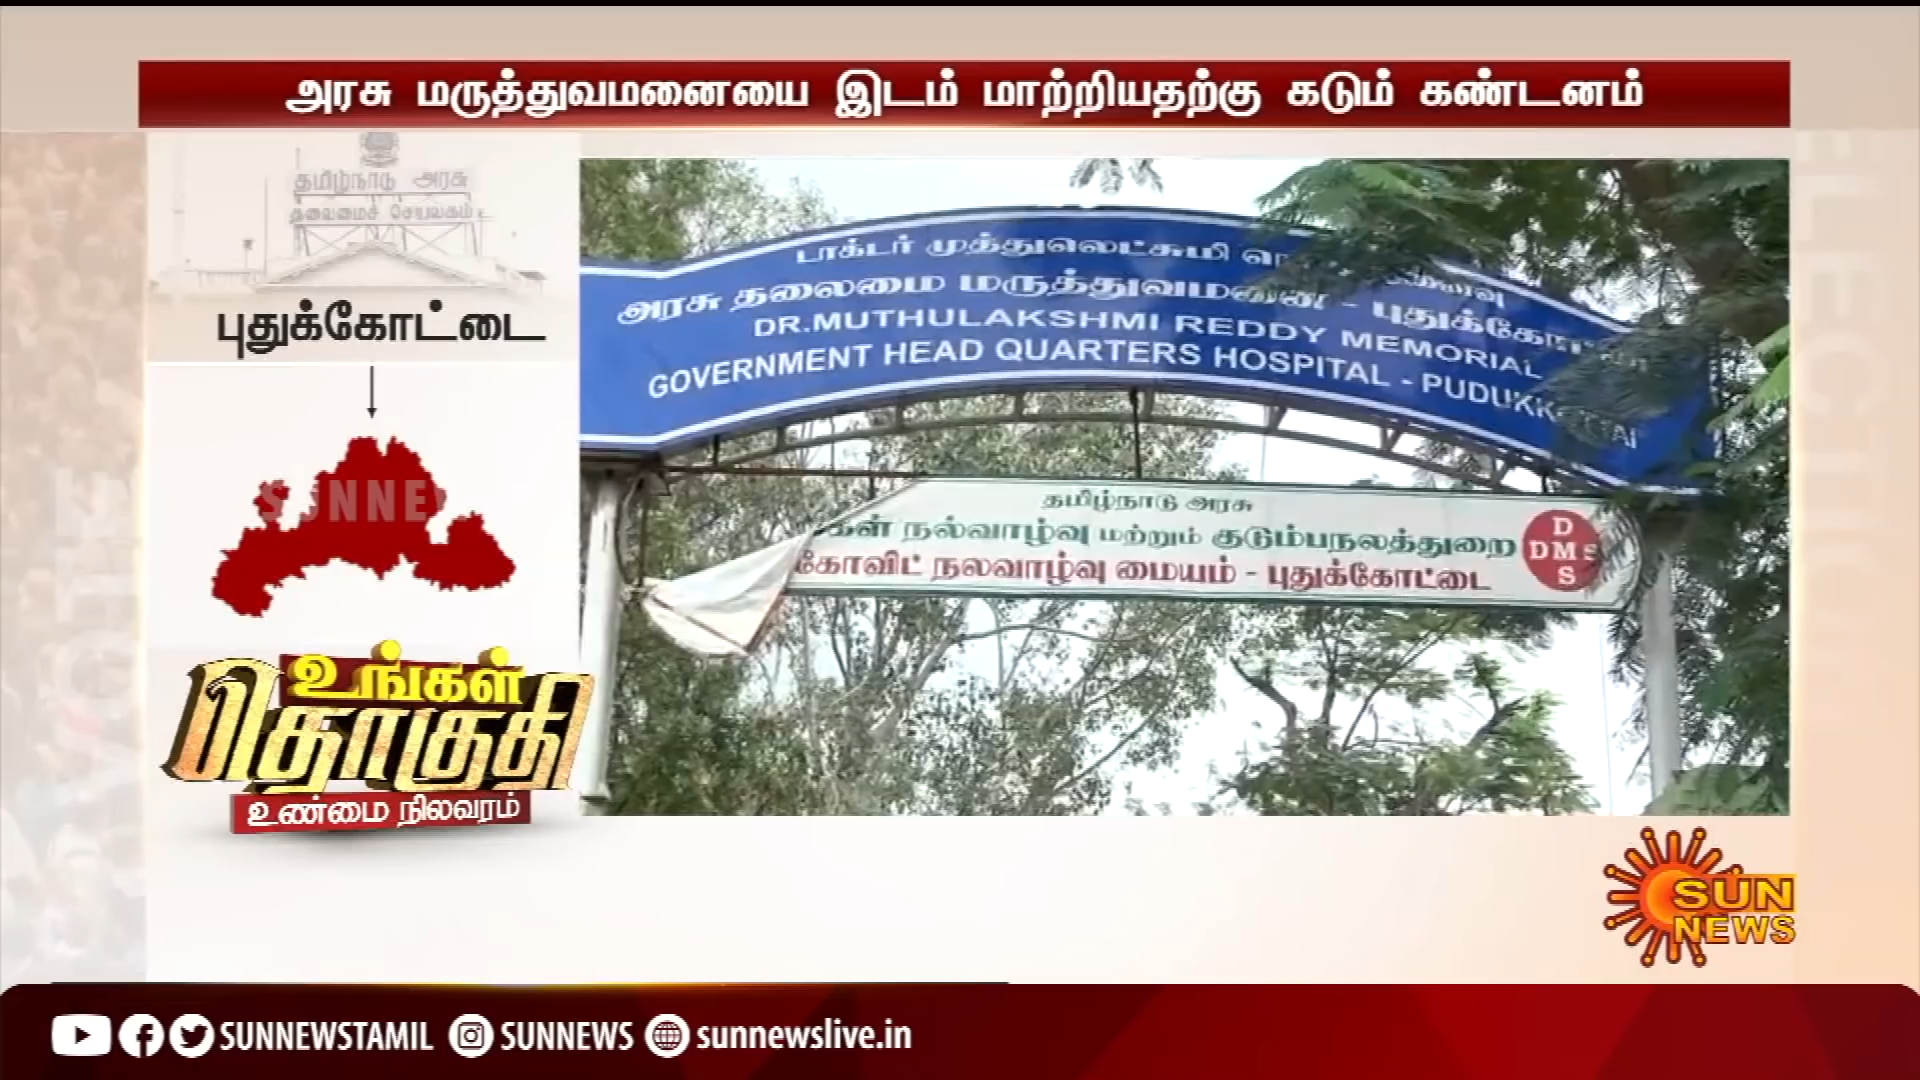 அரசு மருத்துவமனையை இடம் மாற்றியதற்கு கடும் கண்டனம்
தமிழ்நாடு அரசு
தலைமைச் செயலகம்
புதுக்கோட்டை
SUNNE
உங்கள்
தொகுதி
உண்மை நிலவரம்
டாக்டர் முத்துலெட்சுமி
அரசு தலைமை மருத்துவமனை - புதுக்கோட்டை
DR.MUTHULAKSHMI REDDY MEMORIAL
GOVERNMENT HEAD QUARTERS HOSPITAL - PUDUKKOTTAI
தமிழ்நாடு அரசு
நல்வாழ்வு மற்றும் குடும்பநலத்துறை
கோவிட் நலவாழ்வு மையம் - புதுக்கோட்டை
D
DMS
S
SUN
NEWS
SUNNEWSTAMIL SUNNEWS sunnewslive.in